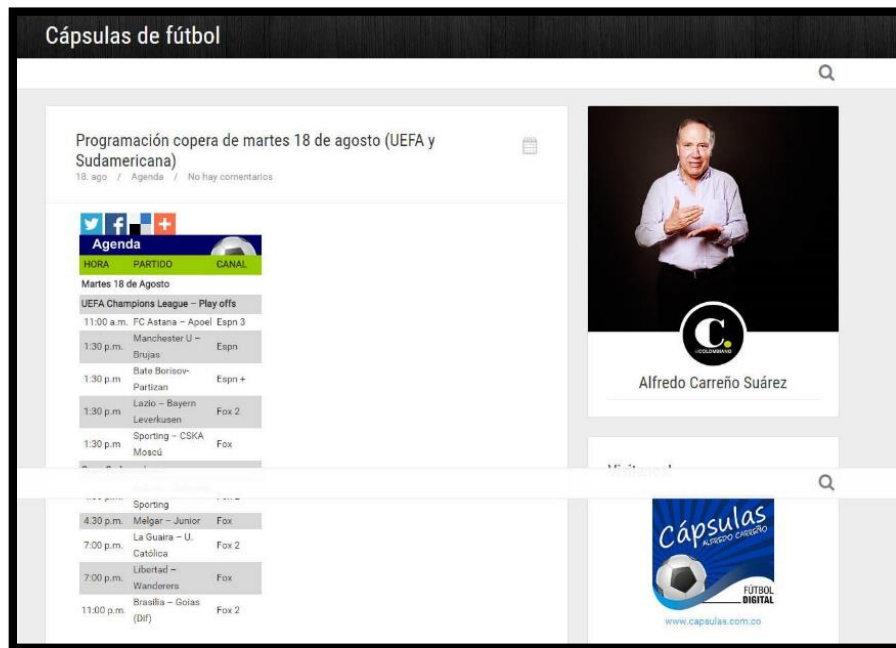 Cápsulas de fútbol
Programación copera de martes 18 de agosto (UEFA y
Sudamericana)
18. ago / Agenda / No hay comentarios
Agenda
HORA PARTIDO CANAL
Martes 18 de Agosto
UEFA Champions League – Play offs
11:00 a.m. FC Astana – Apoel Espn 3
1:30 p.m. Manchester U –
Brujas Espn
1:30 p.m Bate Borisov-
Partizan Espn +
1:30 p.m Lazio – Bayern
Leverkusen Fox 2
1:30 p.m Sporting – CSKA
Moscú Fox
Sporting
4.30 p.m. Melgar – Junior Fox
7:00 p.m. La Guaira – U.
Católica Fox 2
7:00 p.m. Libertad –
Wanderers Fox
11:00 p.m. Brasilia – Goias
(Dif) Fox 2
C.
ELCOLOMBIANO
Alfredo Carreño Suárez
Cápsulas
ALFREDO CARREÑO
FÚTBOL
DIGITAL
www.capsulas.com.co